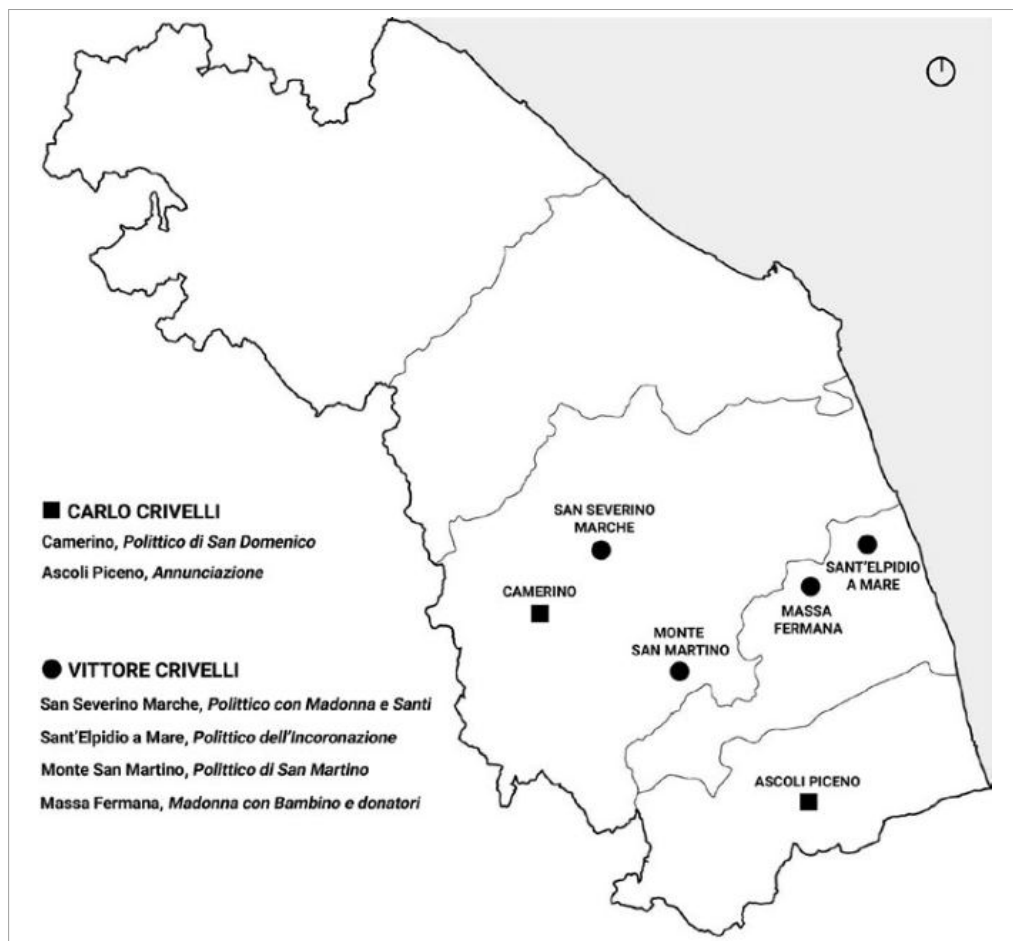 SAN SEVERINO
MARCHE
CAMERINO
MONTE
SAN MARTINO
MASSA
FERMANA
SANT'ELPIDIO
A MARE
ASCOLI PICENO
CARLO CRIVELLI
Camerino, Polittico di San Domenico
Ascoli Piceno, Annunciazione
VITTORE CRIVELLI
San Severino Marche, Polittico con Madonna e Santi
Sant'Elpidio a Mare, Polittico dell'Incoronazione
Monte San Martino, Polittico di San Martino
Massa Fermana, Madonna con Bambino e donatori